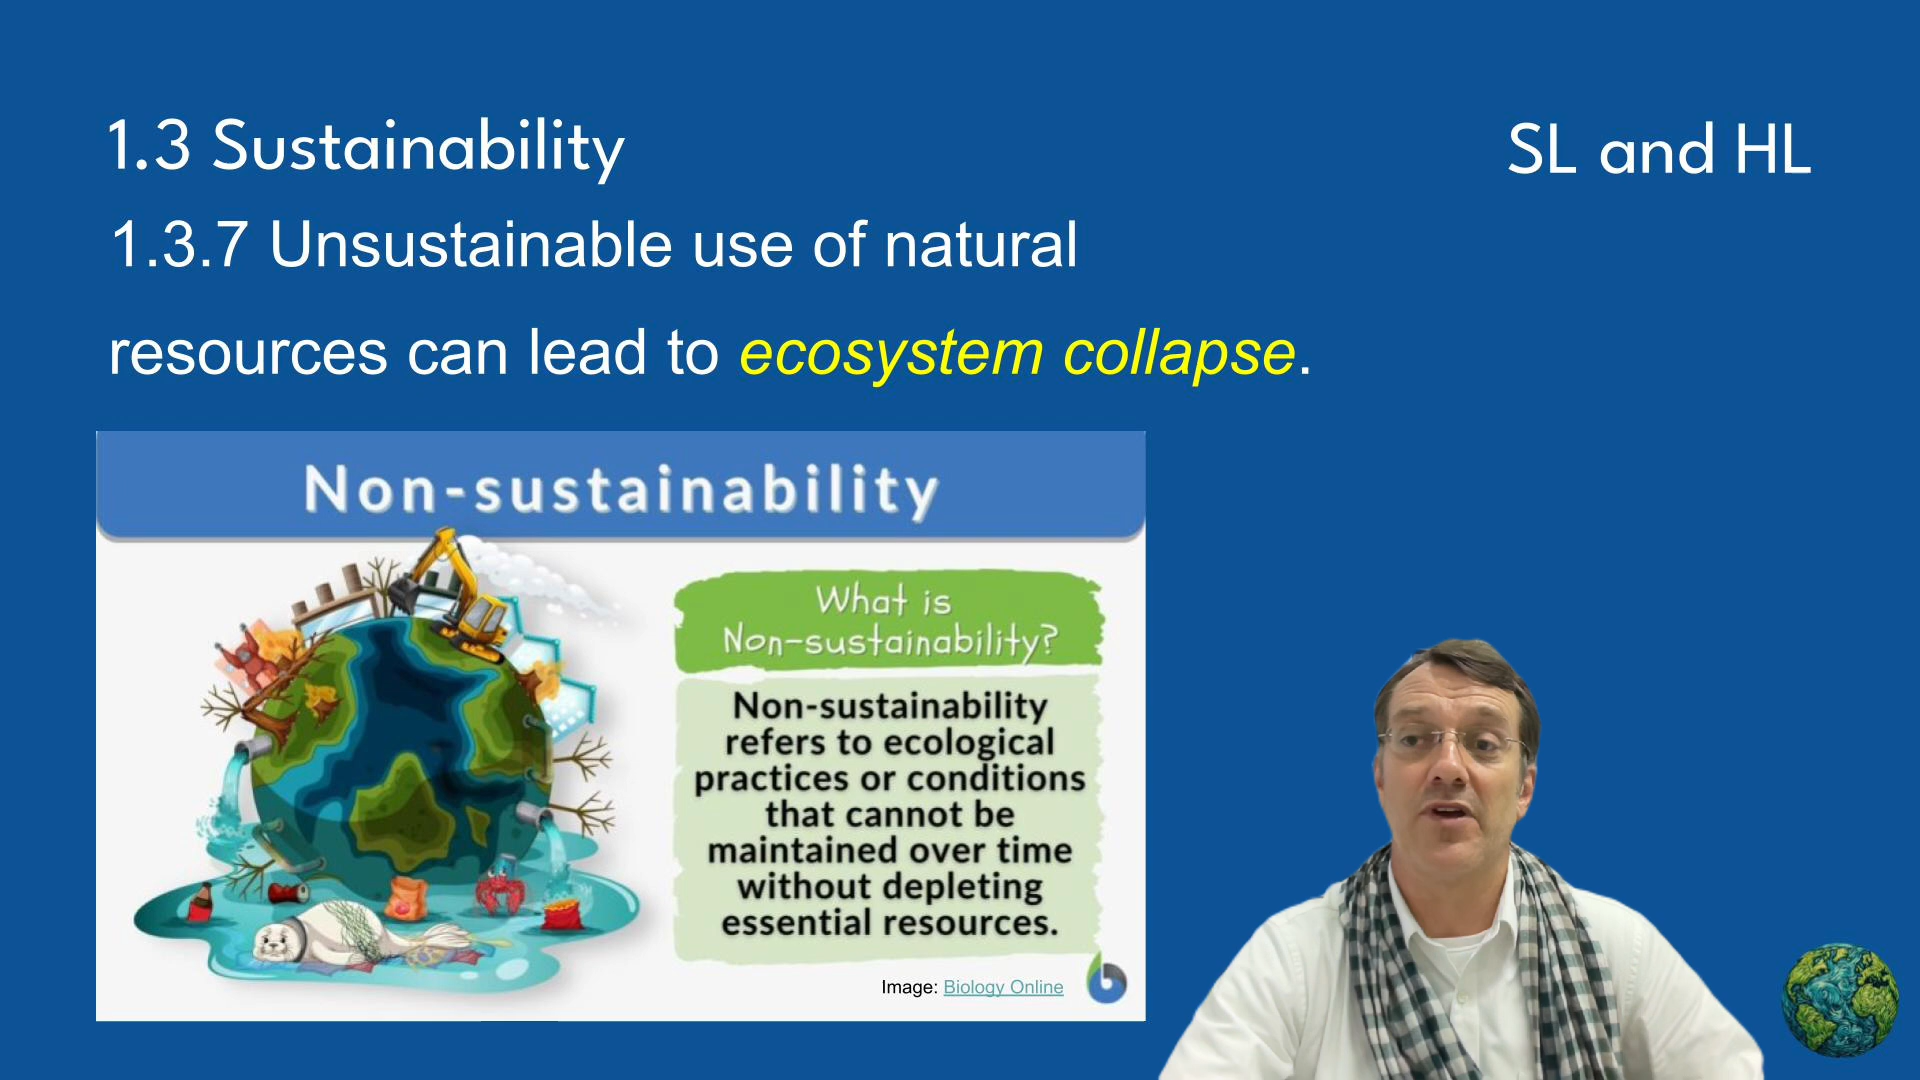 1.3 Sustainability
SL and HL
1.3.7 Unsustainable use of natural
resources can lead to ecosystem collapse.
Non-sustainability
What is
Non-sustainability?
Non-sustainability
refers to ecological
practices or conditions
that cannot be
maintained over time
without depleting
essential resources.
Image: Biology Online